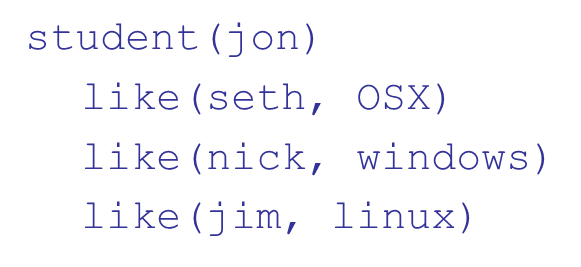 student(jon)
like(seth, OSX)
like(nick, windows)
like(jim, linux)